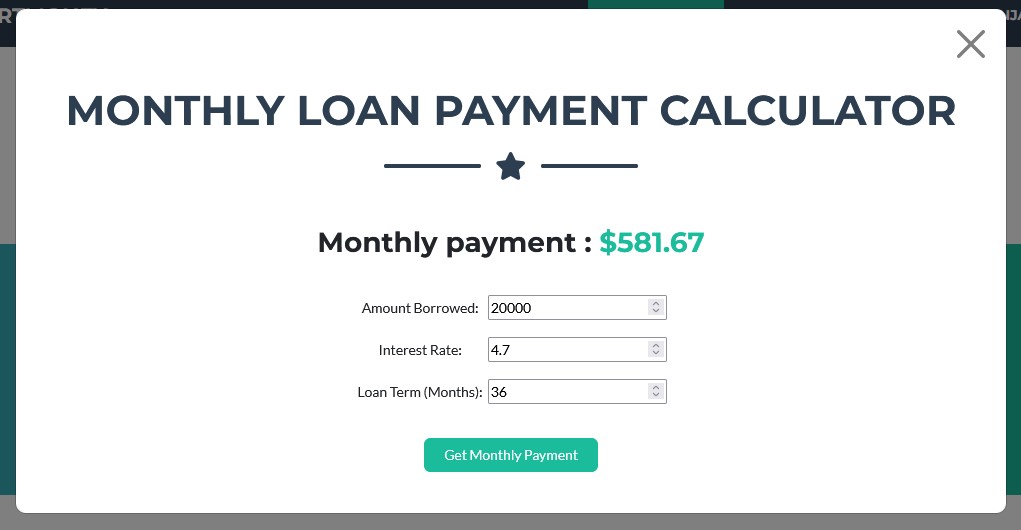 MONTHLY LOAN PAYMENT CALCULATOR
Monthly payment : $581.67
Amount Borrowed: 20000
Interest Rate: 4.7
Loan Term (Months): 36
Get Monthly Payment